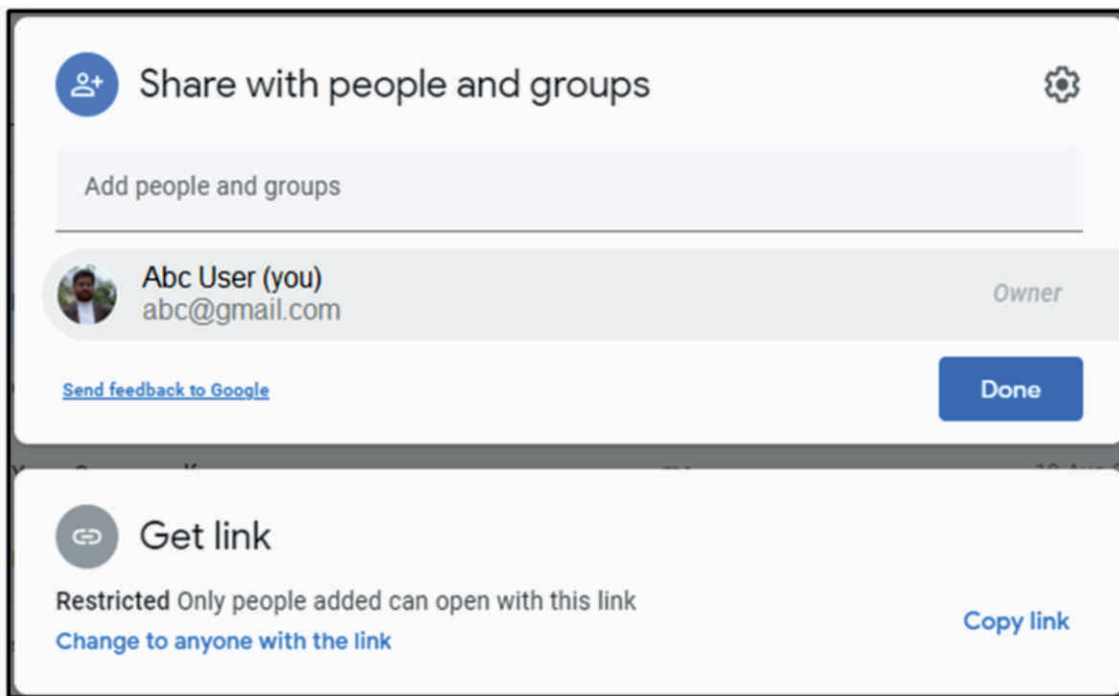 Share with people and groups
Add people and groups
Abc User (you)
abc@gmail.com
Owner
Send feedback to Google
Done
Get link
Restricted Only people added can open with this link
Change to anyone with the link
Copy link